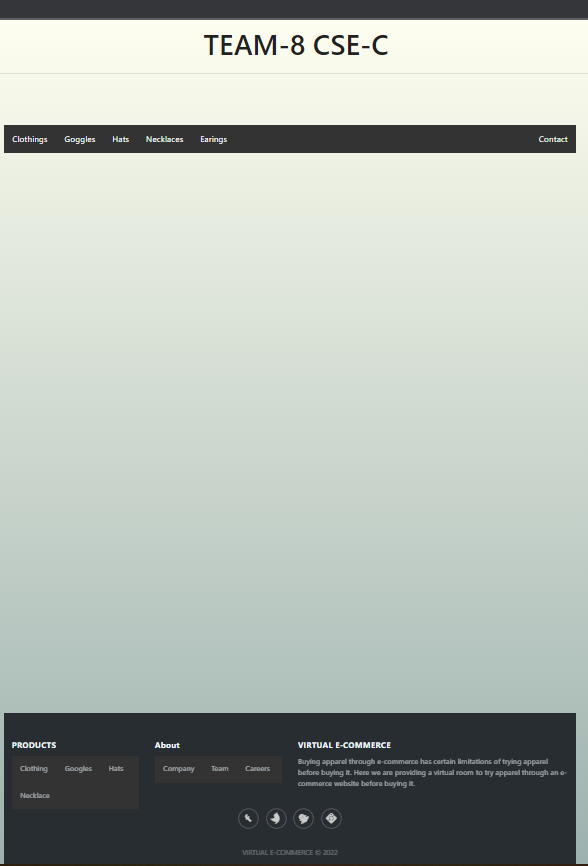 TEAM-8 CSE-C
Clothings Goggles Hats Necklaces Earings Contact
PRODUCTS
Clothing Goggles Hats
Necklace
About
Company Team Careers
VIRTUAL E-COMMERCE
Buying apparel through e-commerce has certain limitations of trying apparel
before buying it. Here we are providing a virtual room to try apparel through an e-
commerce website before buying it.
VIRTUAL E-COMMERCE © 2022